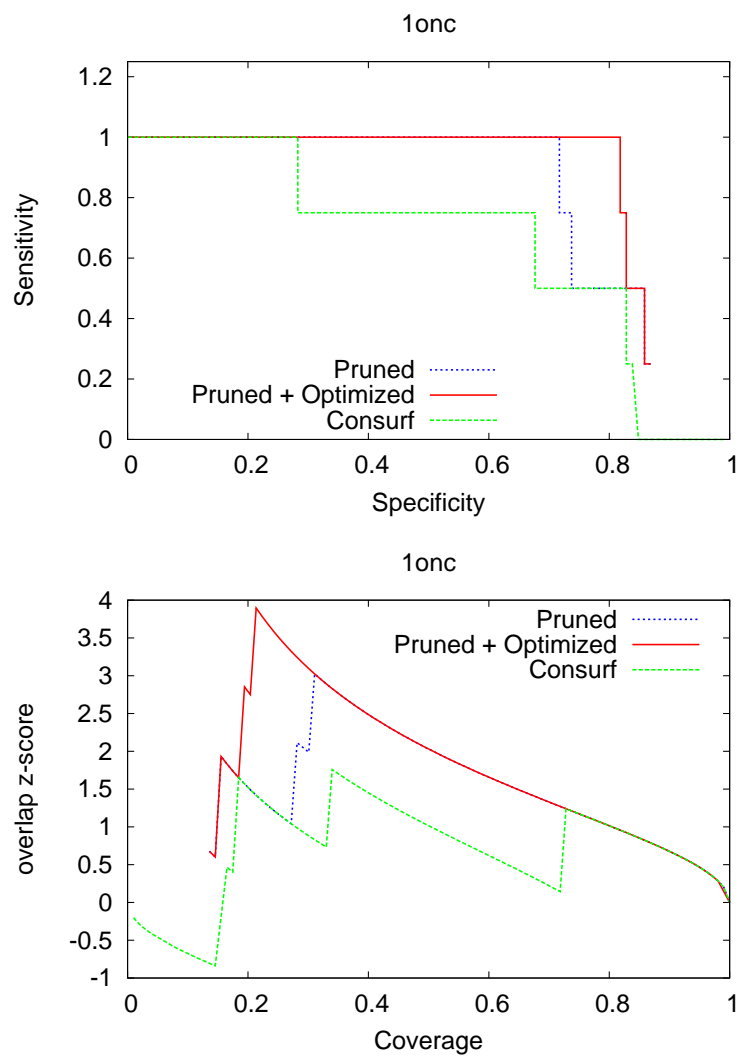 1onc
1.2
1
0.8
0.6
0.4
0.2
0
Sensitivity
Pruned
Pruned + Optimized
Consurf
0 0.2 0.4 0.6 0.8 1
Specificity
1onc
4
3.5
3
2.5
2
1.5
1
0.5
0
-0.5
-1
overlap z-score
Pruned
Pruned + Optimized
Consurf
0 0.2 0.4 0.6 0.8 1
Coverage